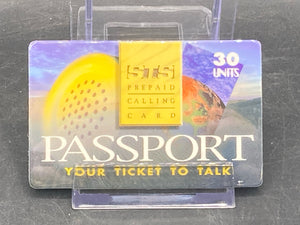 STS
PREPAID
CALLING
CARD
30
UNITS
PASSPORT
YOUR TICKET TO TALK